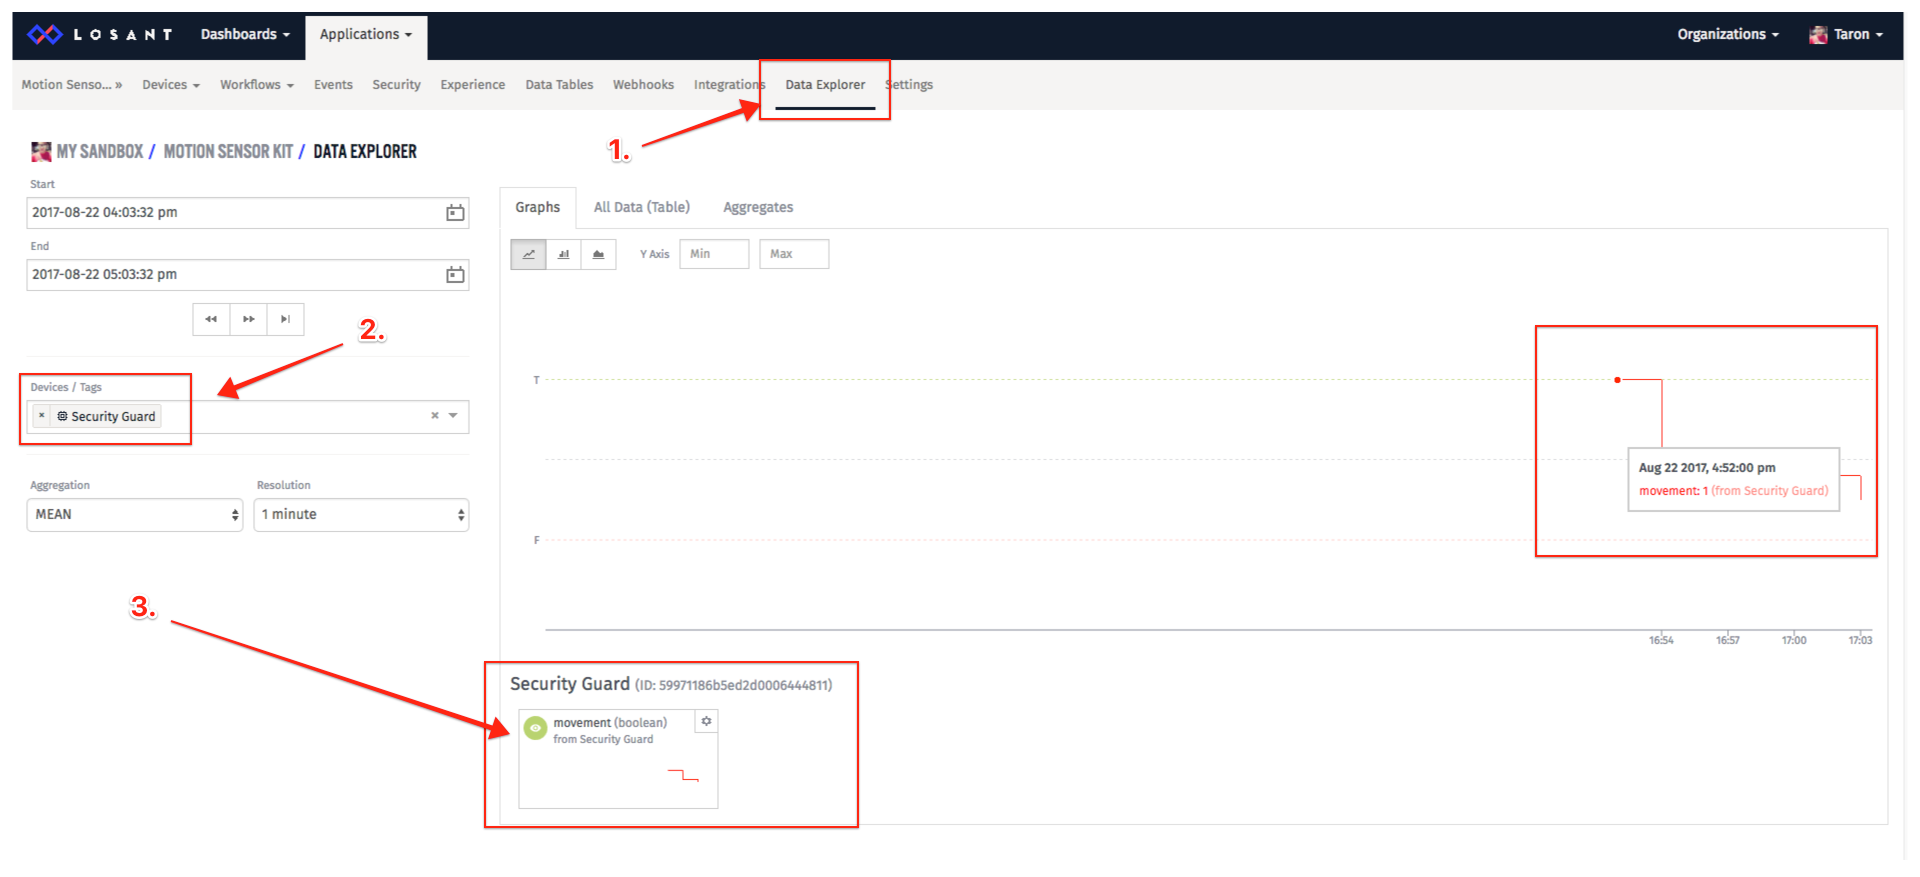 LOSANT Dashboards Applications Organizations Taron
Motion Senso... » Devices Workflows Events Security Experience Data Tables Webhooks Integrations Data Explorer Settings
1.
MY SANDBOX / MOTION SENSOR KIT / DATA EXPLORER
Start
2017-08-22 04:03:32 pm
End
2017-08-22 05:03:32 pm
2.
Devices / Tags
× Security Guard
Aggregation Resolution
MEAN 1 minute
3.
Graphs All Data (Table) Aggregates
Y Axis Min Max
T
Aug 22 2017, 4:52:00 pm
movement: 1 (from Security Guard)
F
16:54 16:57 17:00 17:03
Security Guard (ID: 59971186b5ed2d0006444811)
movement (boolean)
from Security Guard